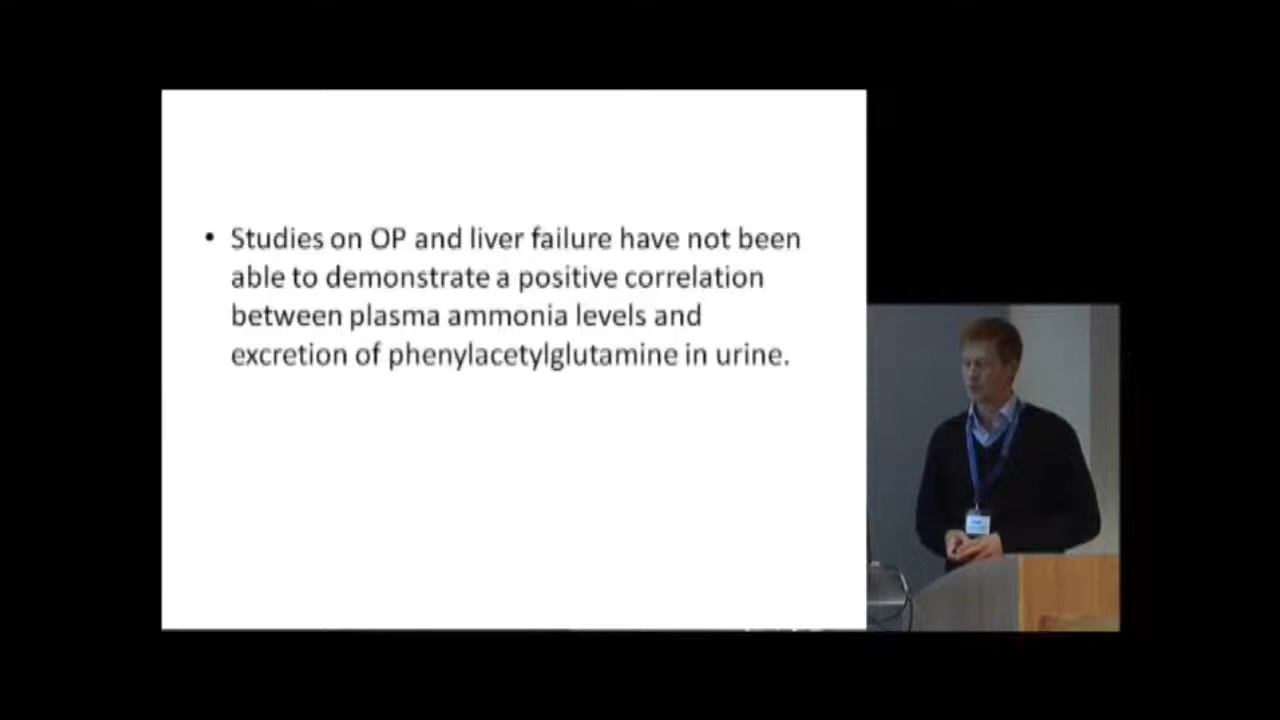 • Studies on OP and liver failure have not been
able to demonstrate a positive correlation
between plasma ammonia levels and
excretion of phenylacetylglutamine in urine.